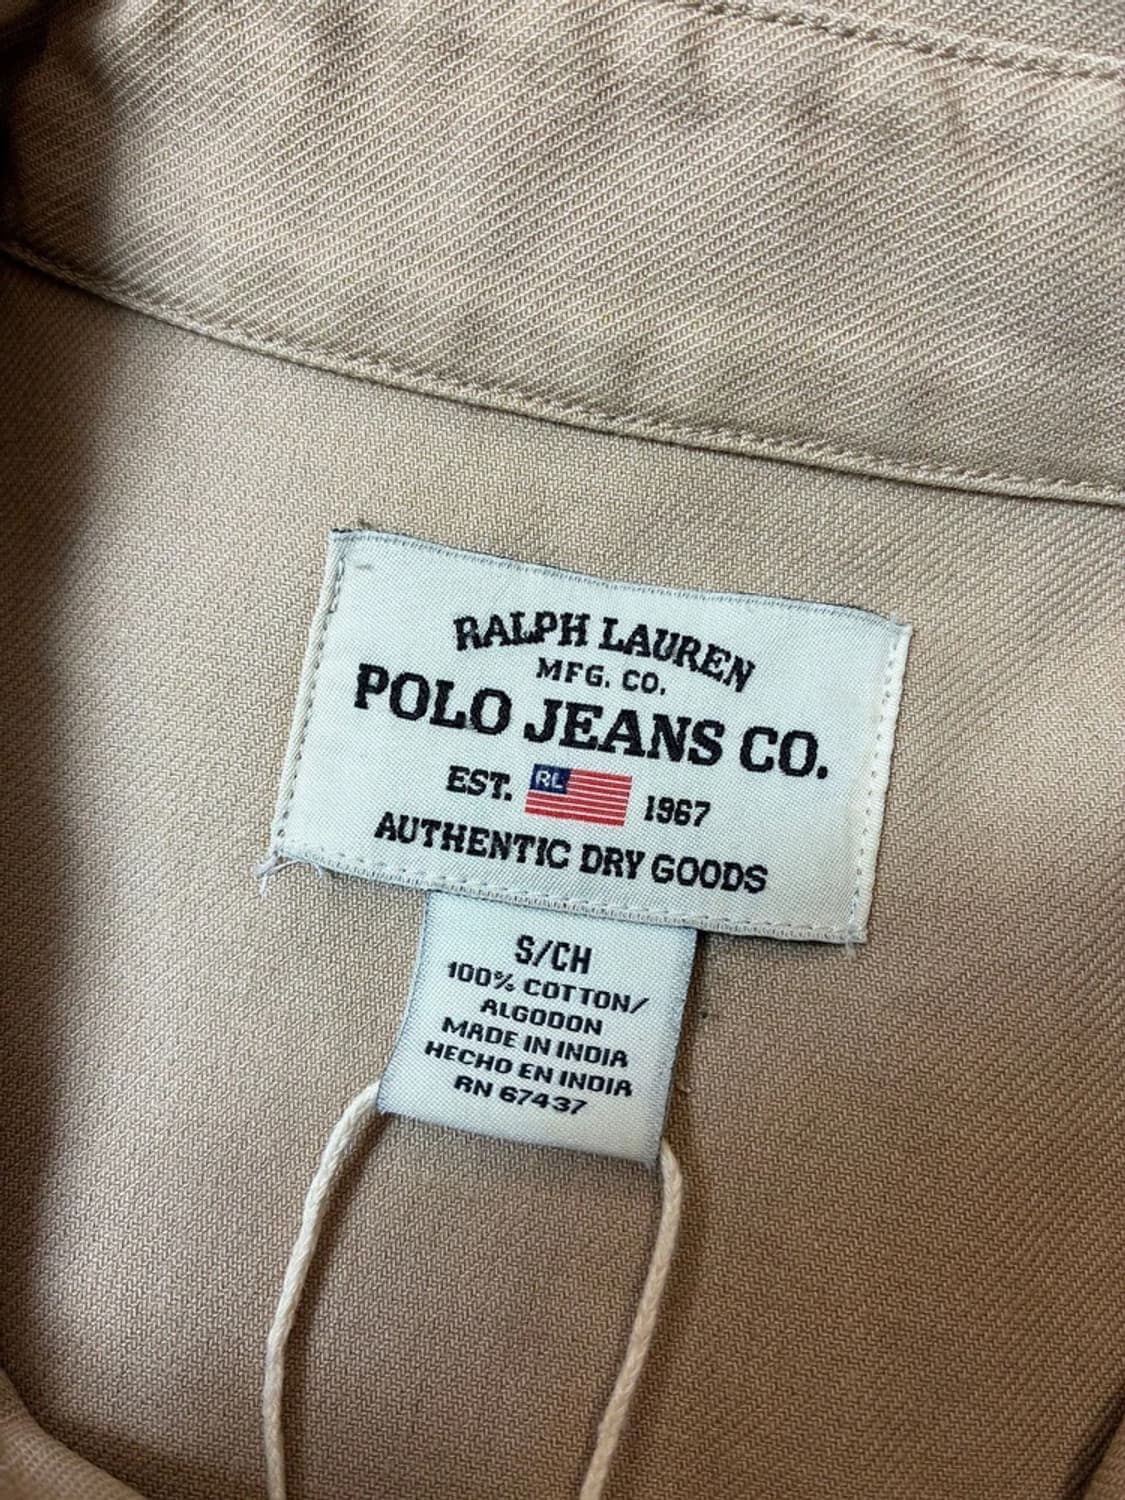 RALPH LAUREN
MFG. CO.
POLO JEANS CO.
EST. RL 1967
AUTHENTIC DRY GOODS
S/CH
100% COTTON/
ALGODON
MADE IN INDIA
HECHO EN INDIA
RN 67437